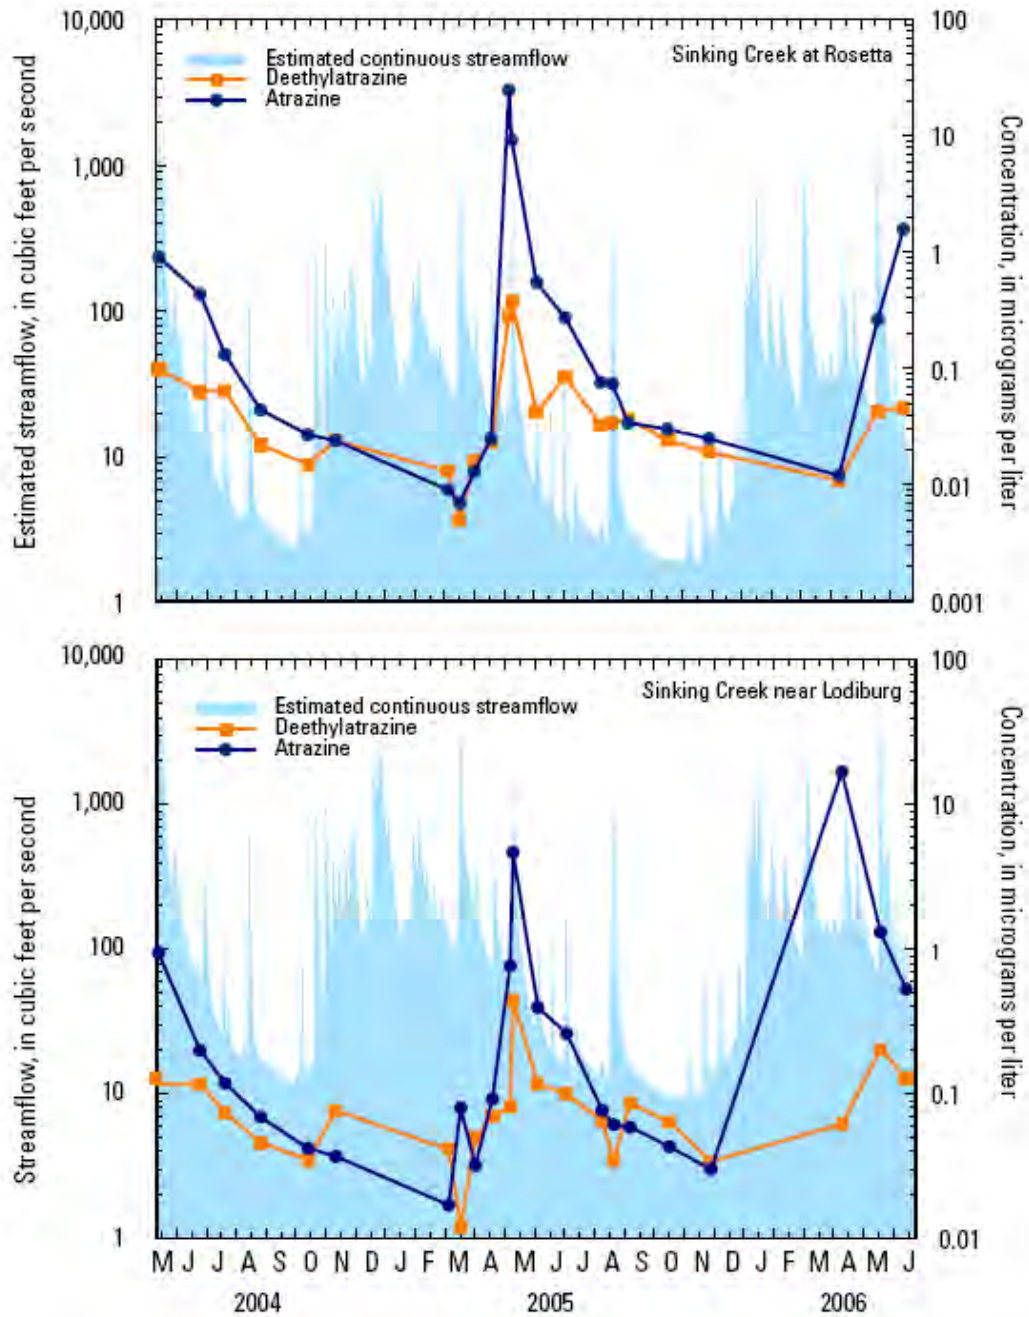 10,000
1,000
100
10
1
Estimated streamflow, in cubic feet per second
Estimated continuous streamflow
Deethylatrazine
Atrazine
Sinking Creek at Rosetta
100
10
1
0.1
0.01
0.001
Concentration, in micrograms per liter
10,000
1,000
100
10
1
Streamflow, in cubic feet per second
Estimated continuous streamflow
Deethylatrazine
Atrazine
Sinking Creek near Lodiburg
100
10
1
0.1
0.01
Concentration, in micrograms per liter
M J J A S O N D J F M A M J J A S O N D J F M A M J
2004 2005 2006